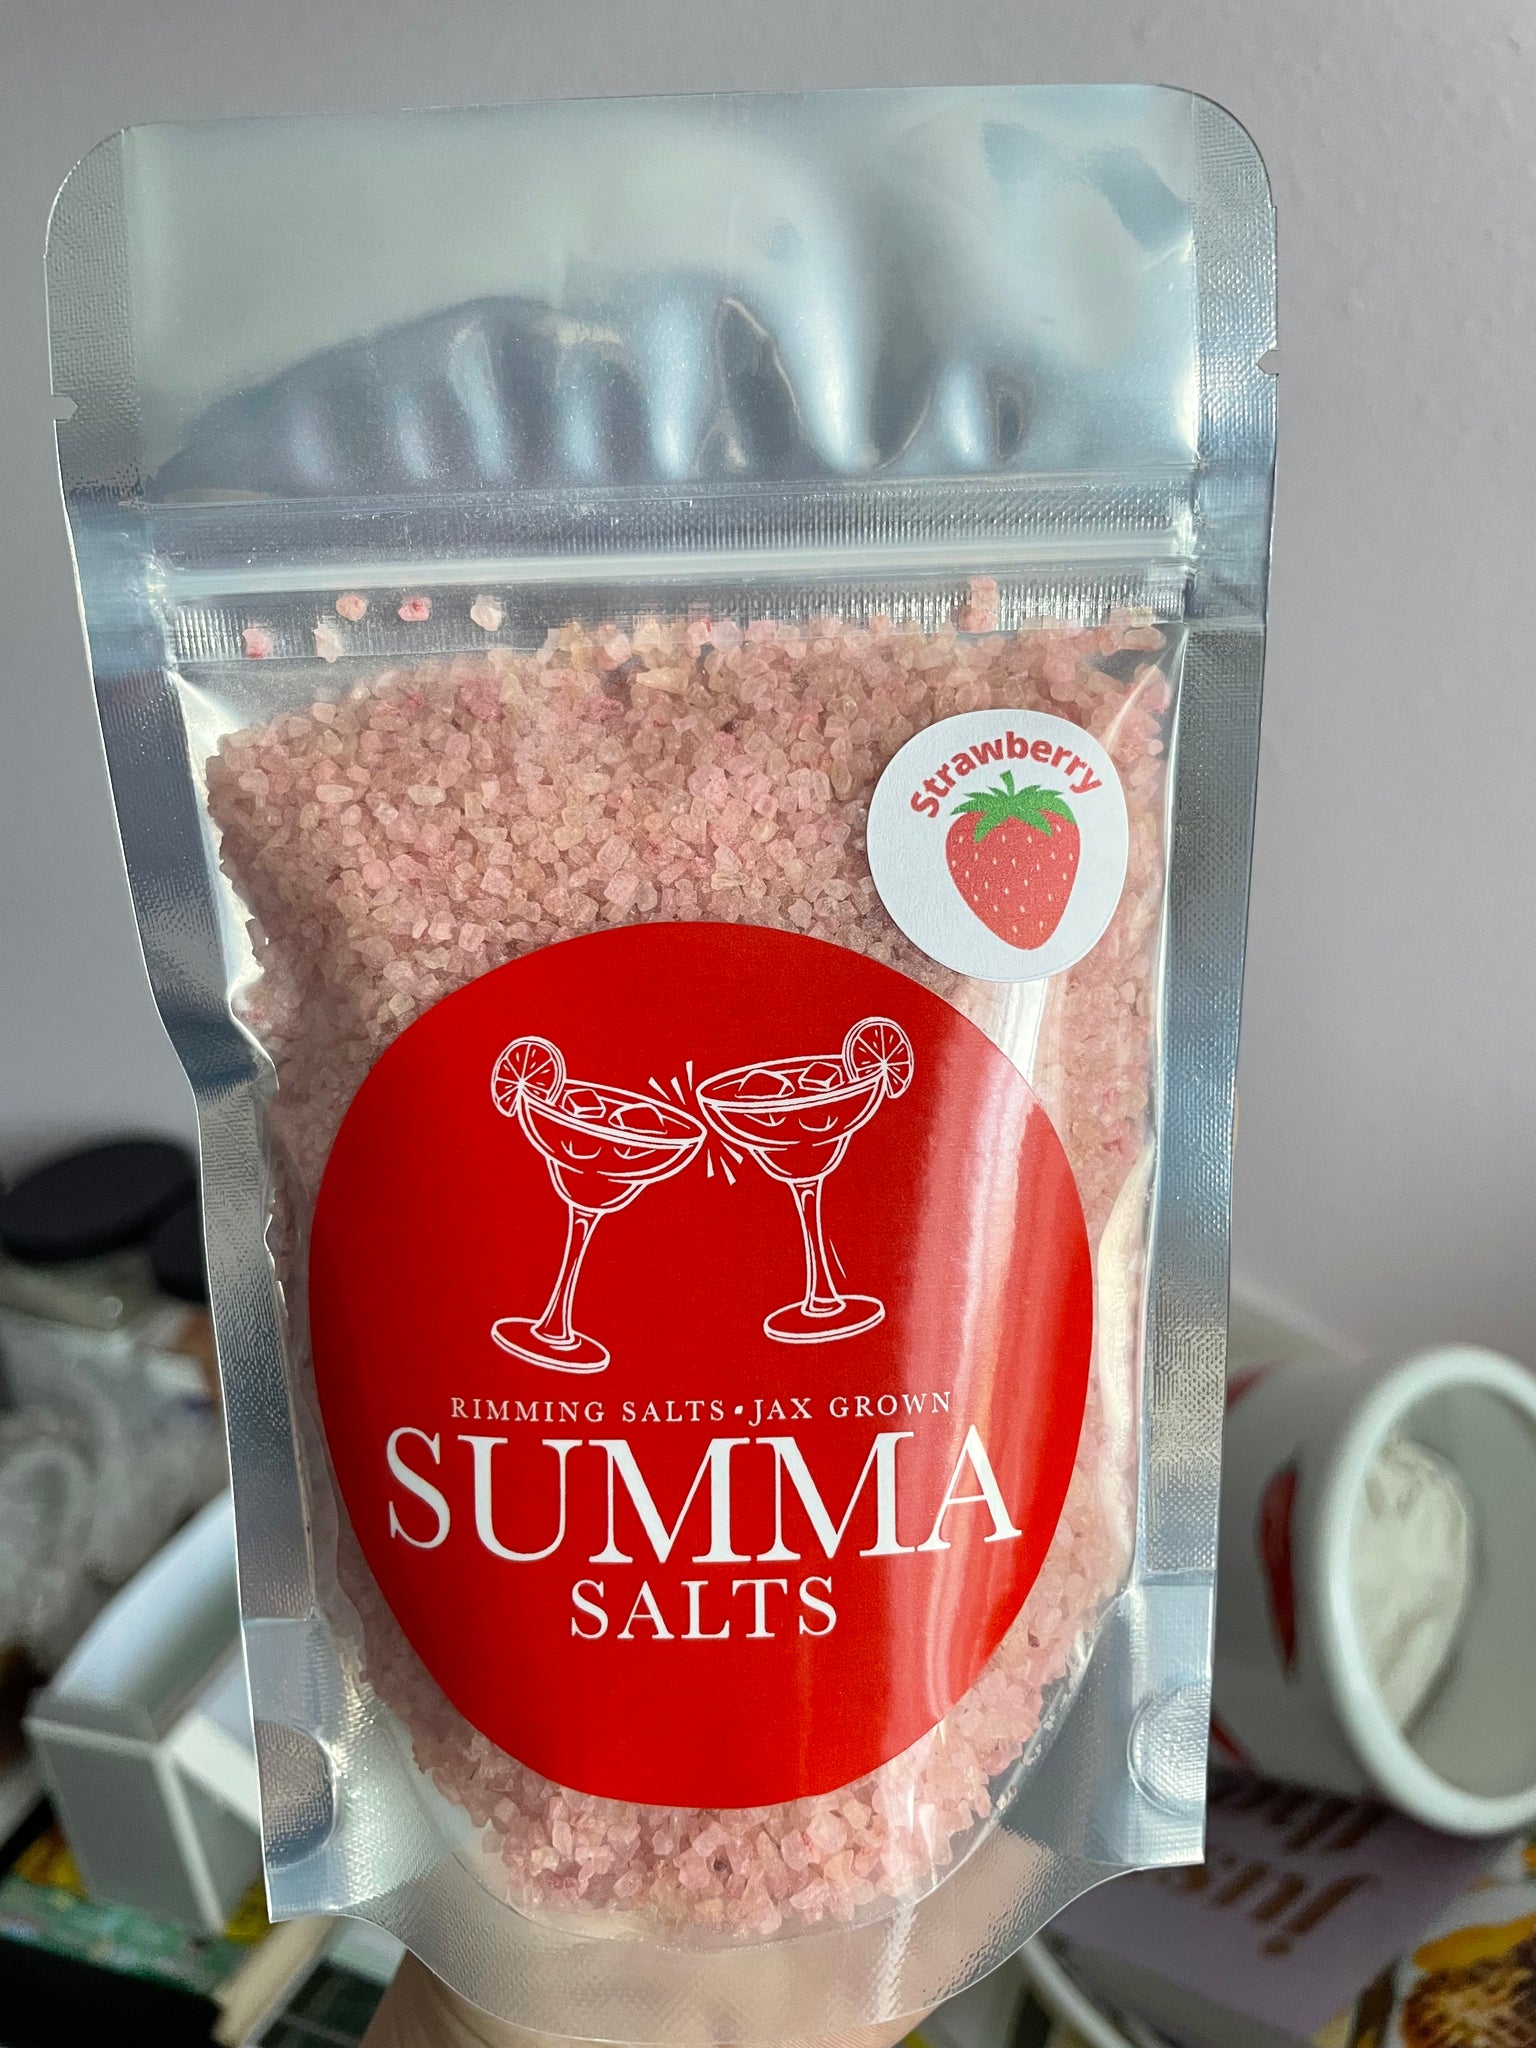 Strawberry
RIMMING SALTS • JAX GROWN
SUMMA
SALTS